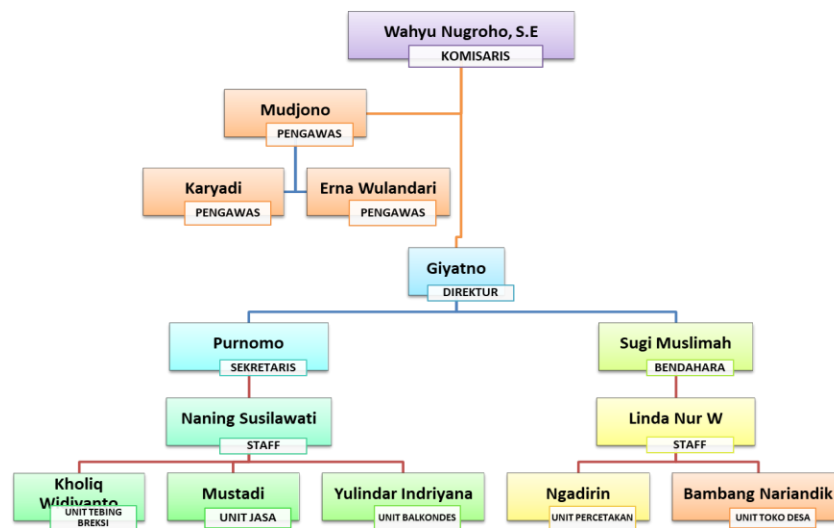 Wahyu Nugroho, S.E
KOMISARIS
Mudjono
PENGAWAS
Karyadi
PENGAWAS
Erna Wulandari
PENGAWAS
Giyatno
DIREKTUR
Purnomo
SEKRETARIS
Sugi Muslimah
BENDAHARA
Naning Susilawati
STAFF
Linda Nur W
STAFF
Kholiq
Widiyanto
UNIT TEBING
BREKSI
Mustadi
UNIT JASA
Yulindar Indriyana
UNIT BALKONDES
Ngadirin
UNIT PERCETAKAN
Bambang Nariandik
UNIT TOKO DESA